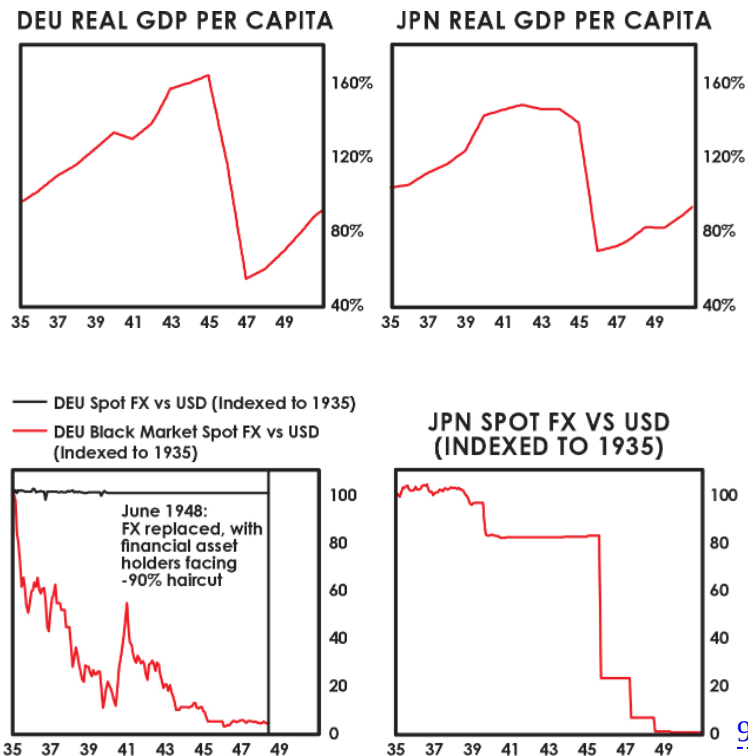 DEU REAL GDP PER CAPITA
160%
120%
80%
40%
35 37 39 41 43 45 47 49
JPN REAL GDP PER CAPITA
160%
120%
80%
40%
35 37 39 41 43 45 47 49
DEU Spot FX vs USD (Indexed to 1935)
DEU Black Market Spot FX vs USD
(Indexed to 1935)
June 1948:
FX replaced, with
financial asset
holders facing
-90% haircut
100
80
60
40
20
0
35 37 39 41 43 45 47 49
JPN SPOT FX VS USD
(INDEXED TO 1935)
100
80
60
40
20
0
35 37 39 41 43 45 47 49
9